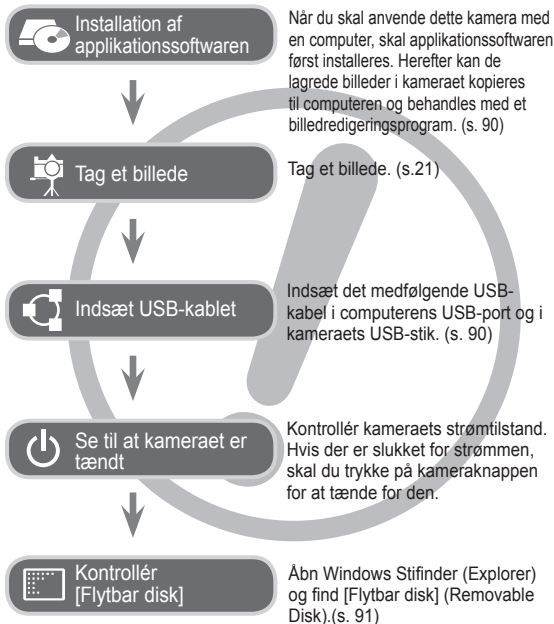 Installation af
applikationssoftwaren
Når du skal anvende dette kamera med
en computer, skal applikationssoftwaren
først installeres. Herefter kan de
lagrede billeder i kameraet kopieres
til computeren og behandles med et
billedredigeringsprogram. (s. 90)
Tag et billede
Tag et billede. (s.21)
Indsæt USB-kablet
Indsæt det medfølgende USB-
kabel i computerens USB-port og i
kameraets USB-stik. (s. 90)
Se til at kameraet er
tændt
Kontrollér kameraets strømtilstand.
Hvis der er slukket for strømmen,
skal du trykke på kameraknappen
for at tænde for den.
Kontrollér
[Flytbar disk]
Åbn Windows Stifinder (Explorer)
og find [Flytbar disk] (Removable
Disk).(s. 91)